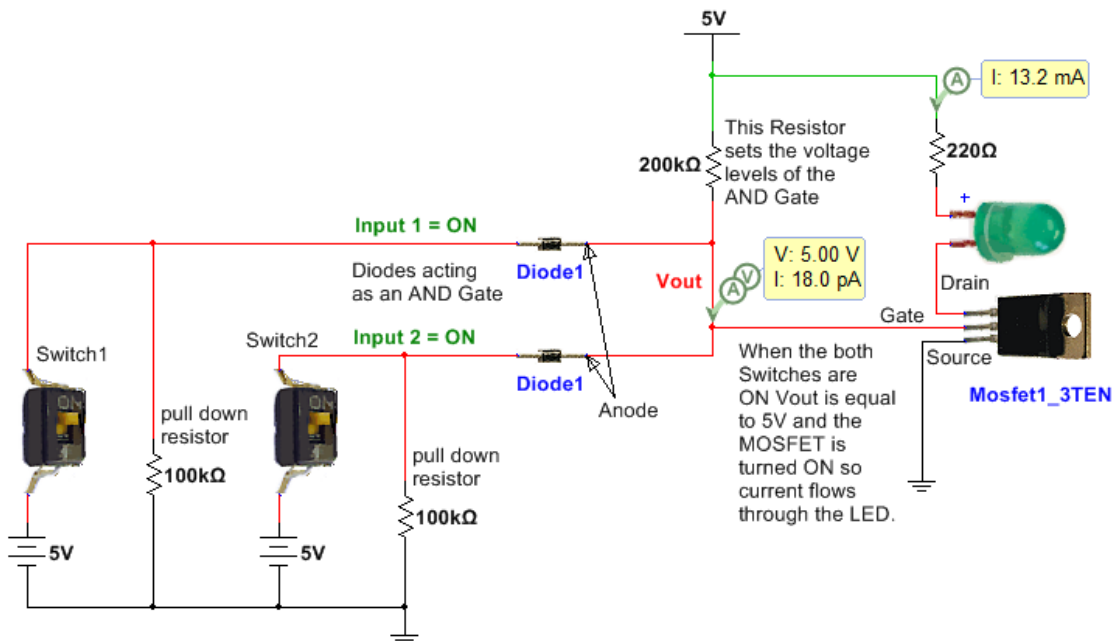 5V
I: 13.2 mA
This Resistor
sets the voltage
levels of the
AND Gate
200kΩ
220Ω
+
Input 1 = ON
Diode1
Diodes acting
as an AND Gate
Vout
V: 5.00 V
I: 18.0 pA
A
V
A
Drain
Gate
Source
Mosfet1_3TEN
Input 2 = ON
Diode1
Anode
When the both
Switches are
ON Vout is equal
to 5V and the
MOSFET is
turned ON so
current flows
through the LED.
Switch1
ON
Switch2
ON
pull down
resistor
100kΩ
pull down
resistor
100kΩ
5V
5V